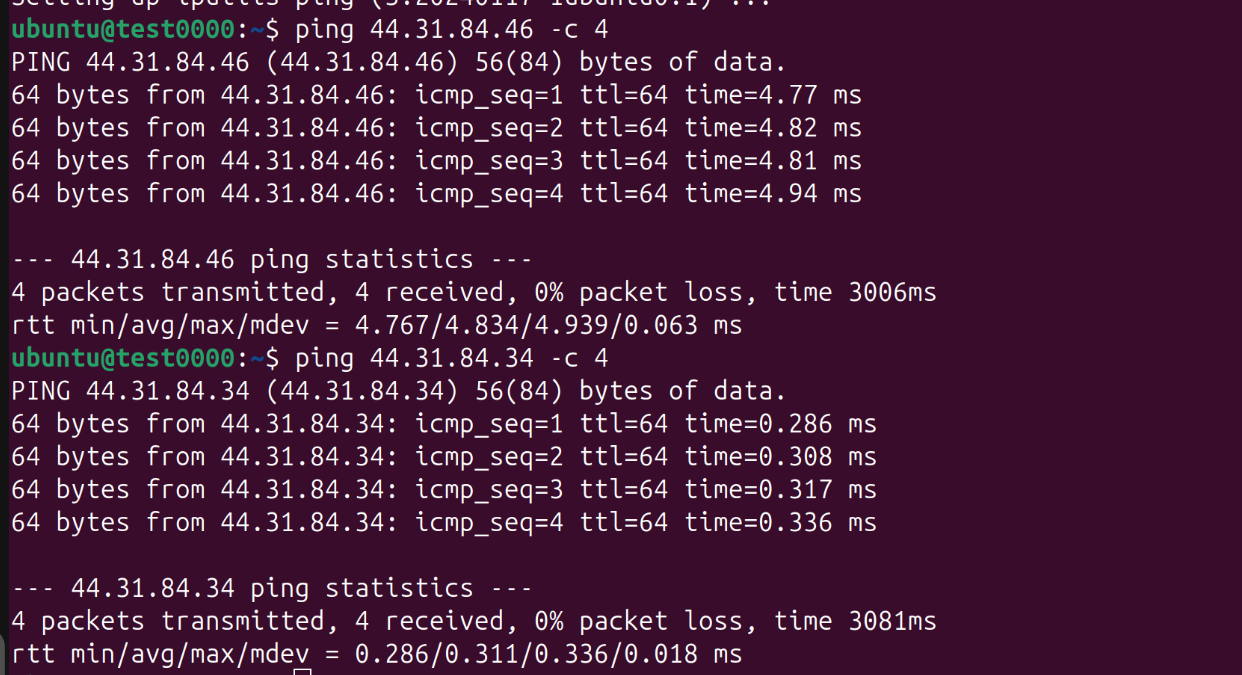 Setting up iputils-ping (3:20240117-1ubuntu0.1) ...
ubuntu@test0000:~$ ping 44.31.84.46 -c 4
PING 44.31.84.46 (44.31.84.46) 56(84) bytes of data.
64 bytes from 44.31.84.46: icmp_seq=1 ttl=64 time=4.77 ms
64 bytes from 44.31.84.46: icmp_seq=2 ttl=64 time=4.82 ms
64 bytes from 44.31.84.46: icmp_seq=3 ttl=64 time=4.81 ms
64 bytes from 44.31.84.46: icmp_seq=4 ttl=64 time=4.94 ms

--- 44.31.84.46 ping statistics ---
4 packets transmitted, 4 received, 0% packet loss, time 3006ms
rtt min/avg/max/mdev = 4.767/4.834/4.939/0.063 ms
ubuntu@test0000:~$ ping 44.31.84.34 -c 4
PING 44.31.84.34 (44.31.84.34) 56(84) bytes of data.
64 bytes from 44.31.84.34: icmp_seq=1 ttl=64 time=0.286 ms
64 bytes from 44.31.84.34: icmp_seq=2 ttl=64 time=0.308 ms
64 bytes from 44.31.84.34: icmp_seq=3 ttl=64 time=0.317 ms
64 bytes from 44.31.84.34: icmp_seq=4 ttl=64 time=0.336 ms

--- 44.31.84.34 ping statistics ---
4 packets transmitted, 4 received, 0% packet loss, time 3081ms
rtt min/avg/max/mdev = 0.286/0.311/0.336/0.018 ms